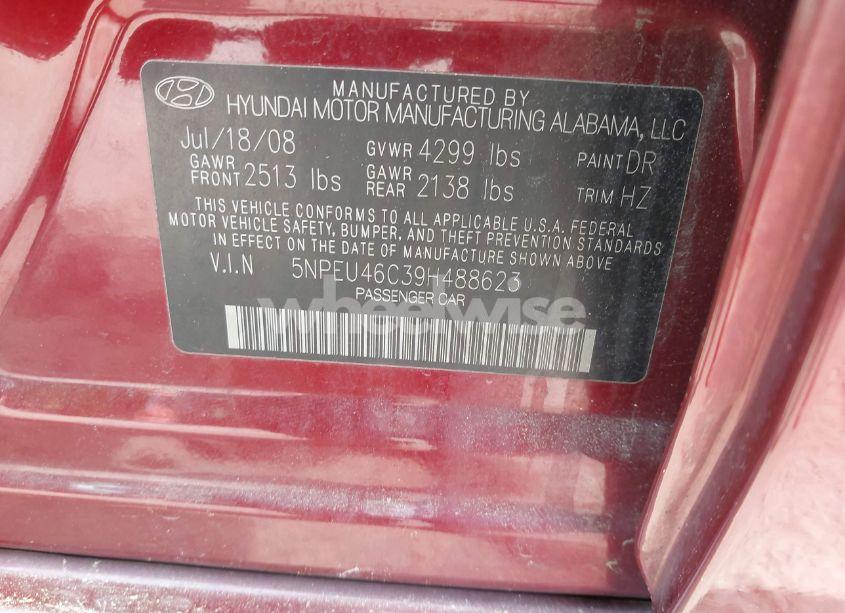 MANUFACTURED BY
HYUNDAI MOTOR MANUFACTURING ALABAMA, LLC
Jul/18/08 GVWR 4299 lbs PAINT DR
GAWR FRONT 2513 lbs GAWR REAR 2138 lbs TRIM HZ
THIS VEHICLE CONFORMS TO ALL APPLICABLE U.S.A. FEDERAL
MOTOR VEHICLE SAFETY, BUMPER, AND THEFT PREVENTION STANDARDS
IN EFFECT ON THE DATE OF MANUFACTURE SHOWN ABOVE
V.I.N 5NPEU46C39H488623
PASSENGER CAR
wheelwise